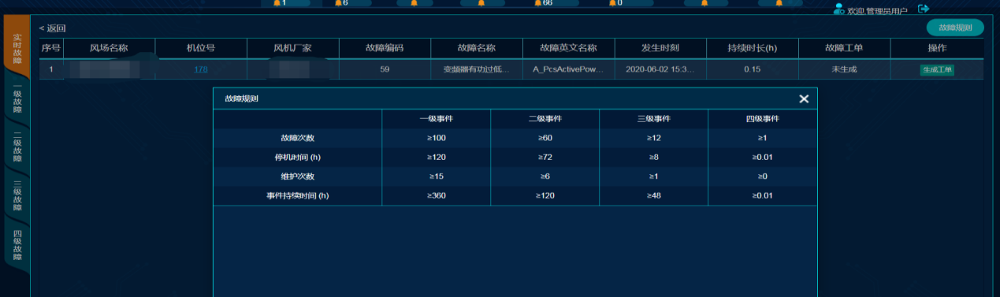 1 6 66 0
欢迎,管理员用户
< 返回
故障规则
序号 风场名称 机位号 风机厂家 故障编码 故障名称 故障英文名称 发生时刻 持续时长(h) 故障工单 操作
1 178 59 变频器有功过低... A_PcsActivePow... 2020-06-02 15:3... 0.15 未生成 生成工单
实时故障
一级故障
二级故障
三级故障
四级故障
故障规则
一级事件 二级事件 三级事件 四级事件
故障次数 ≥100 ≥60 ≥12 ≥1
停机时间 (h) ≥120 ≥72 ≥8 ≥0.01
维护次数 ≥15 ≥6 ≥1 ≥0
事件持续时间 (h) ≥360 ≥120 ≥48 ≥0.01